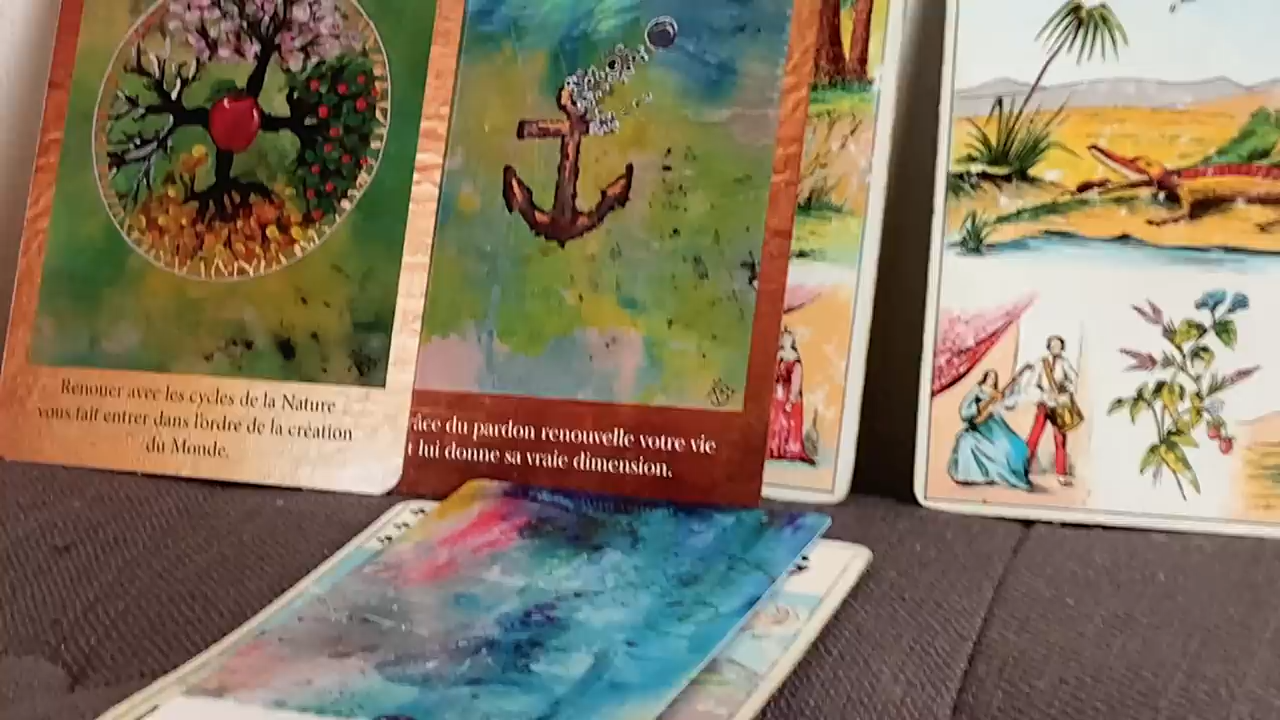 Renouer avec les cycles de la Nature
vous fait entrer dans l'ordre de la création
du Monde.
âce du pardon renouvelle votre vie
t lui donne sa vraie dimension.